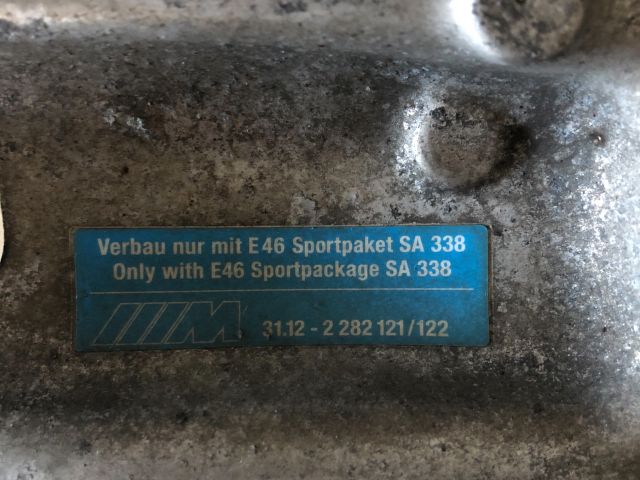 Verbau nur mit E46 Sportpaket SA 338
Only with E46 Sportpackage SA 338
M 31.12 - 2 282 121/122